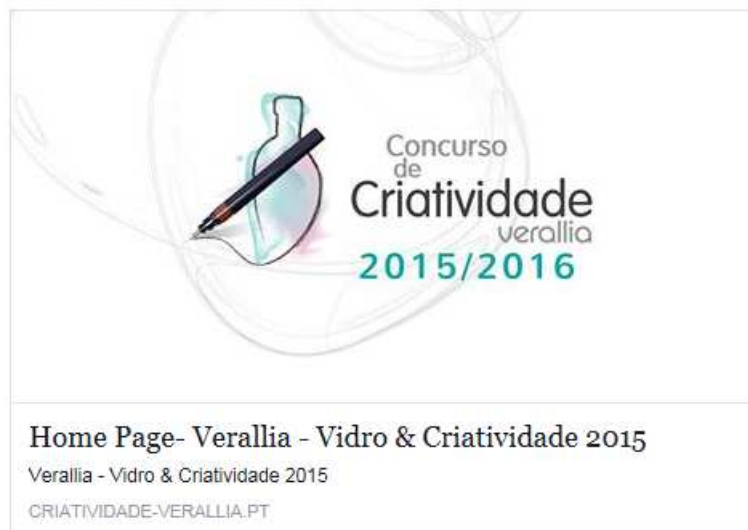 Concurso
de
Criatividade
verallia
2015/2016
Home Page- Verallia - Vidro & Criatividade 2015
Verallia - Vidro & Criatividade 2015
CRIATIVIDADE-VERALLIA.PT